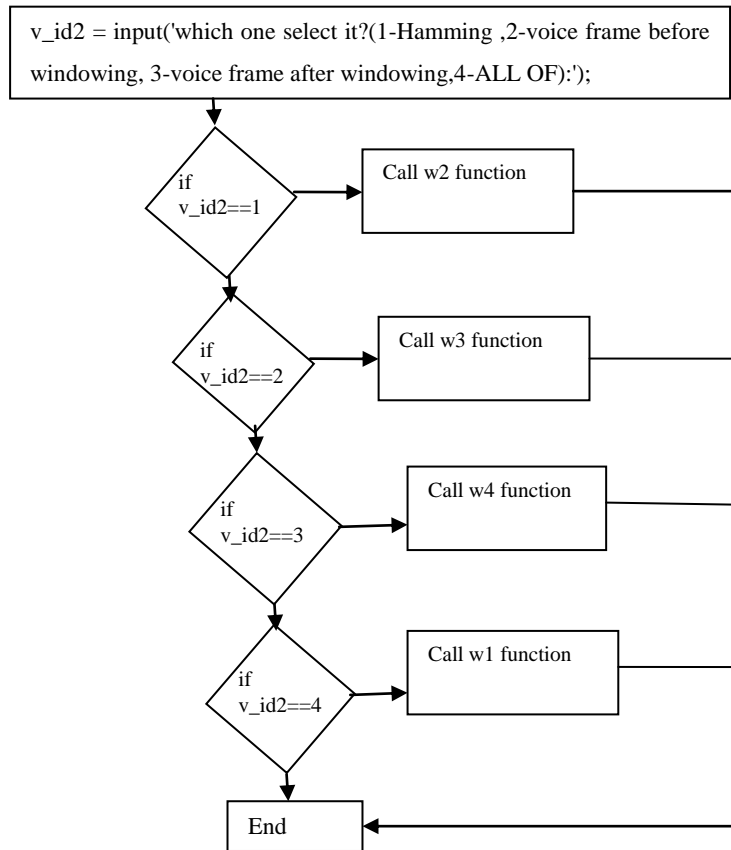 v_id2 = input('which one select it?(1-Hamming ,2-voice frame before
windowing, 3-voice frame after windowing,4-ALL OF):');
if
v_id2==1
Call w2 function
if
v_id2==2
Call w3 function
if
v_id2==3
Call w4 function
if
v_id2==4
Call w1 function
End